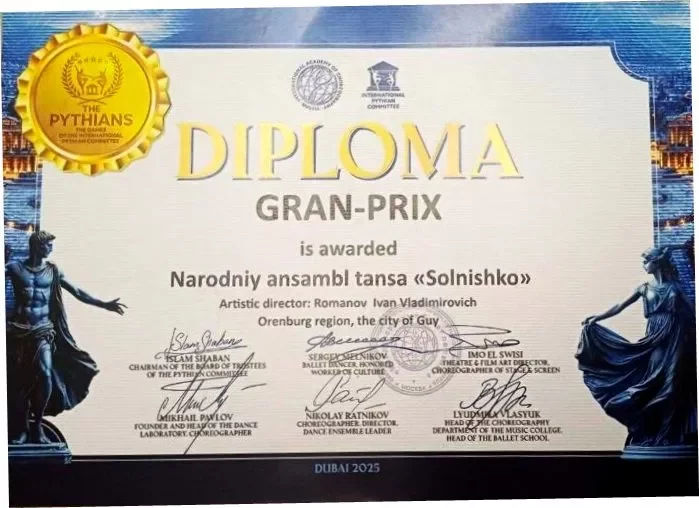 THE
PYTHIANS
THE GAMES
OF THE INTERNATIONAL
PYTHIAN COMMITTEE
INTERNATIONAL
PYTHIAN
COMMITTEE
DIPLOMA
GRAN-PRIX
is awarded
Narodniy ansambl tansa «Solnishko»
Artistic director: Romanov Ivan Vladimirovich
Orenburg region, the city of Guy
Islam Shaban
ISLAM SHABAN
CHAIRMAN OF THE BOARD OF TRUSTEES
OF THE PYTHIAN COMMITTEE
SERGEY MELNIKOV
BALLET DANCER, HONORED
WORKER OF CULTURE
IMO EL SWISI
THEATRE & FILM ART DIRECTOR,
CHOREOGRAPHER OF STAGE & SCREEN
MIKHAIL PAVLOV
FOUNDER AND HEAD OF THE DANCE
LABORATORY, CHOREOGRAPHER
NIKOLAY RATNIKOV
CHOREOGRAPHER, DIRECTOR,
DANCE ENSEMBLE LEADER
LYUDMILA VLASYUK
HEAD OF THE CHOREOGRAPHY
DEPARTMENT OF THE MUSIC COLLEGE,
HEAD OF THE BALLET SCHOOL
DUBAI 2025